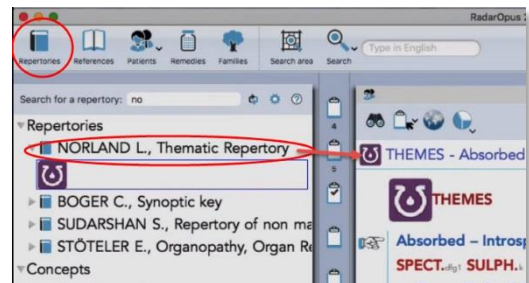 RadarOpus
Repertories References Patients Remedies Families Search area Search
Type in English
Search for a repertory: no
Repertories
NORLAND L., Thematic Repertory
BOGER C., Synoptic key
SUDARSHAN S., Repertory of non ma
STÖTELER E., Organopathy, Organ Re
Concepts
4
5
THEMES - Absorbed
THEMES
Absorbed – Intros
SPECT. SULPH.